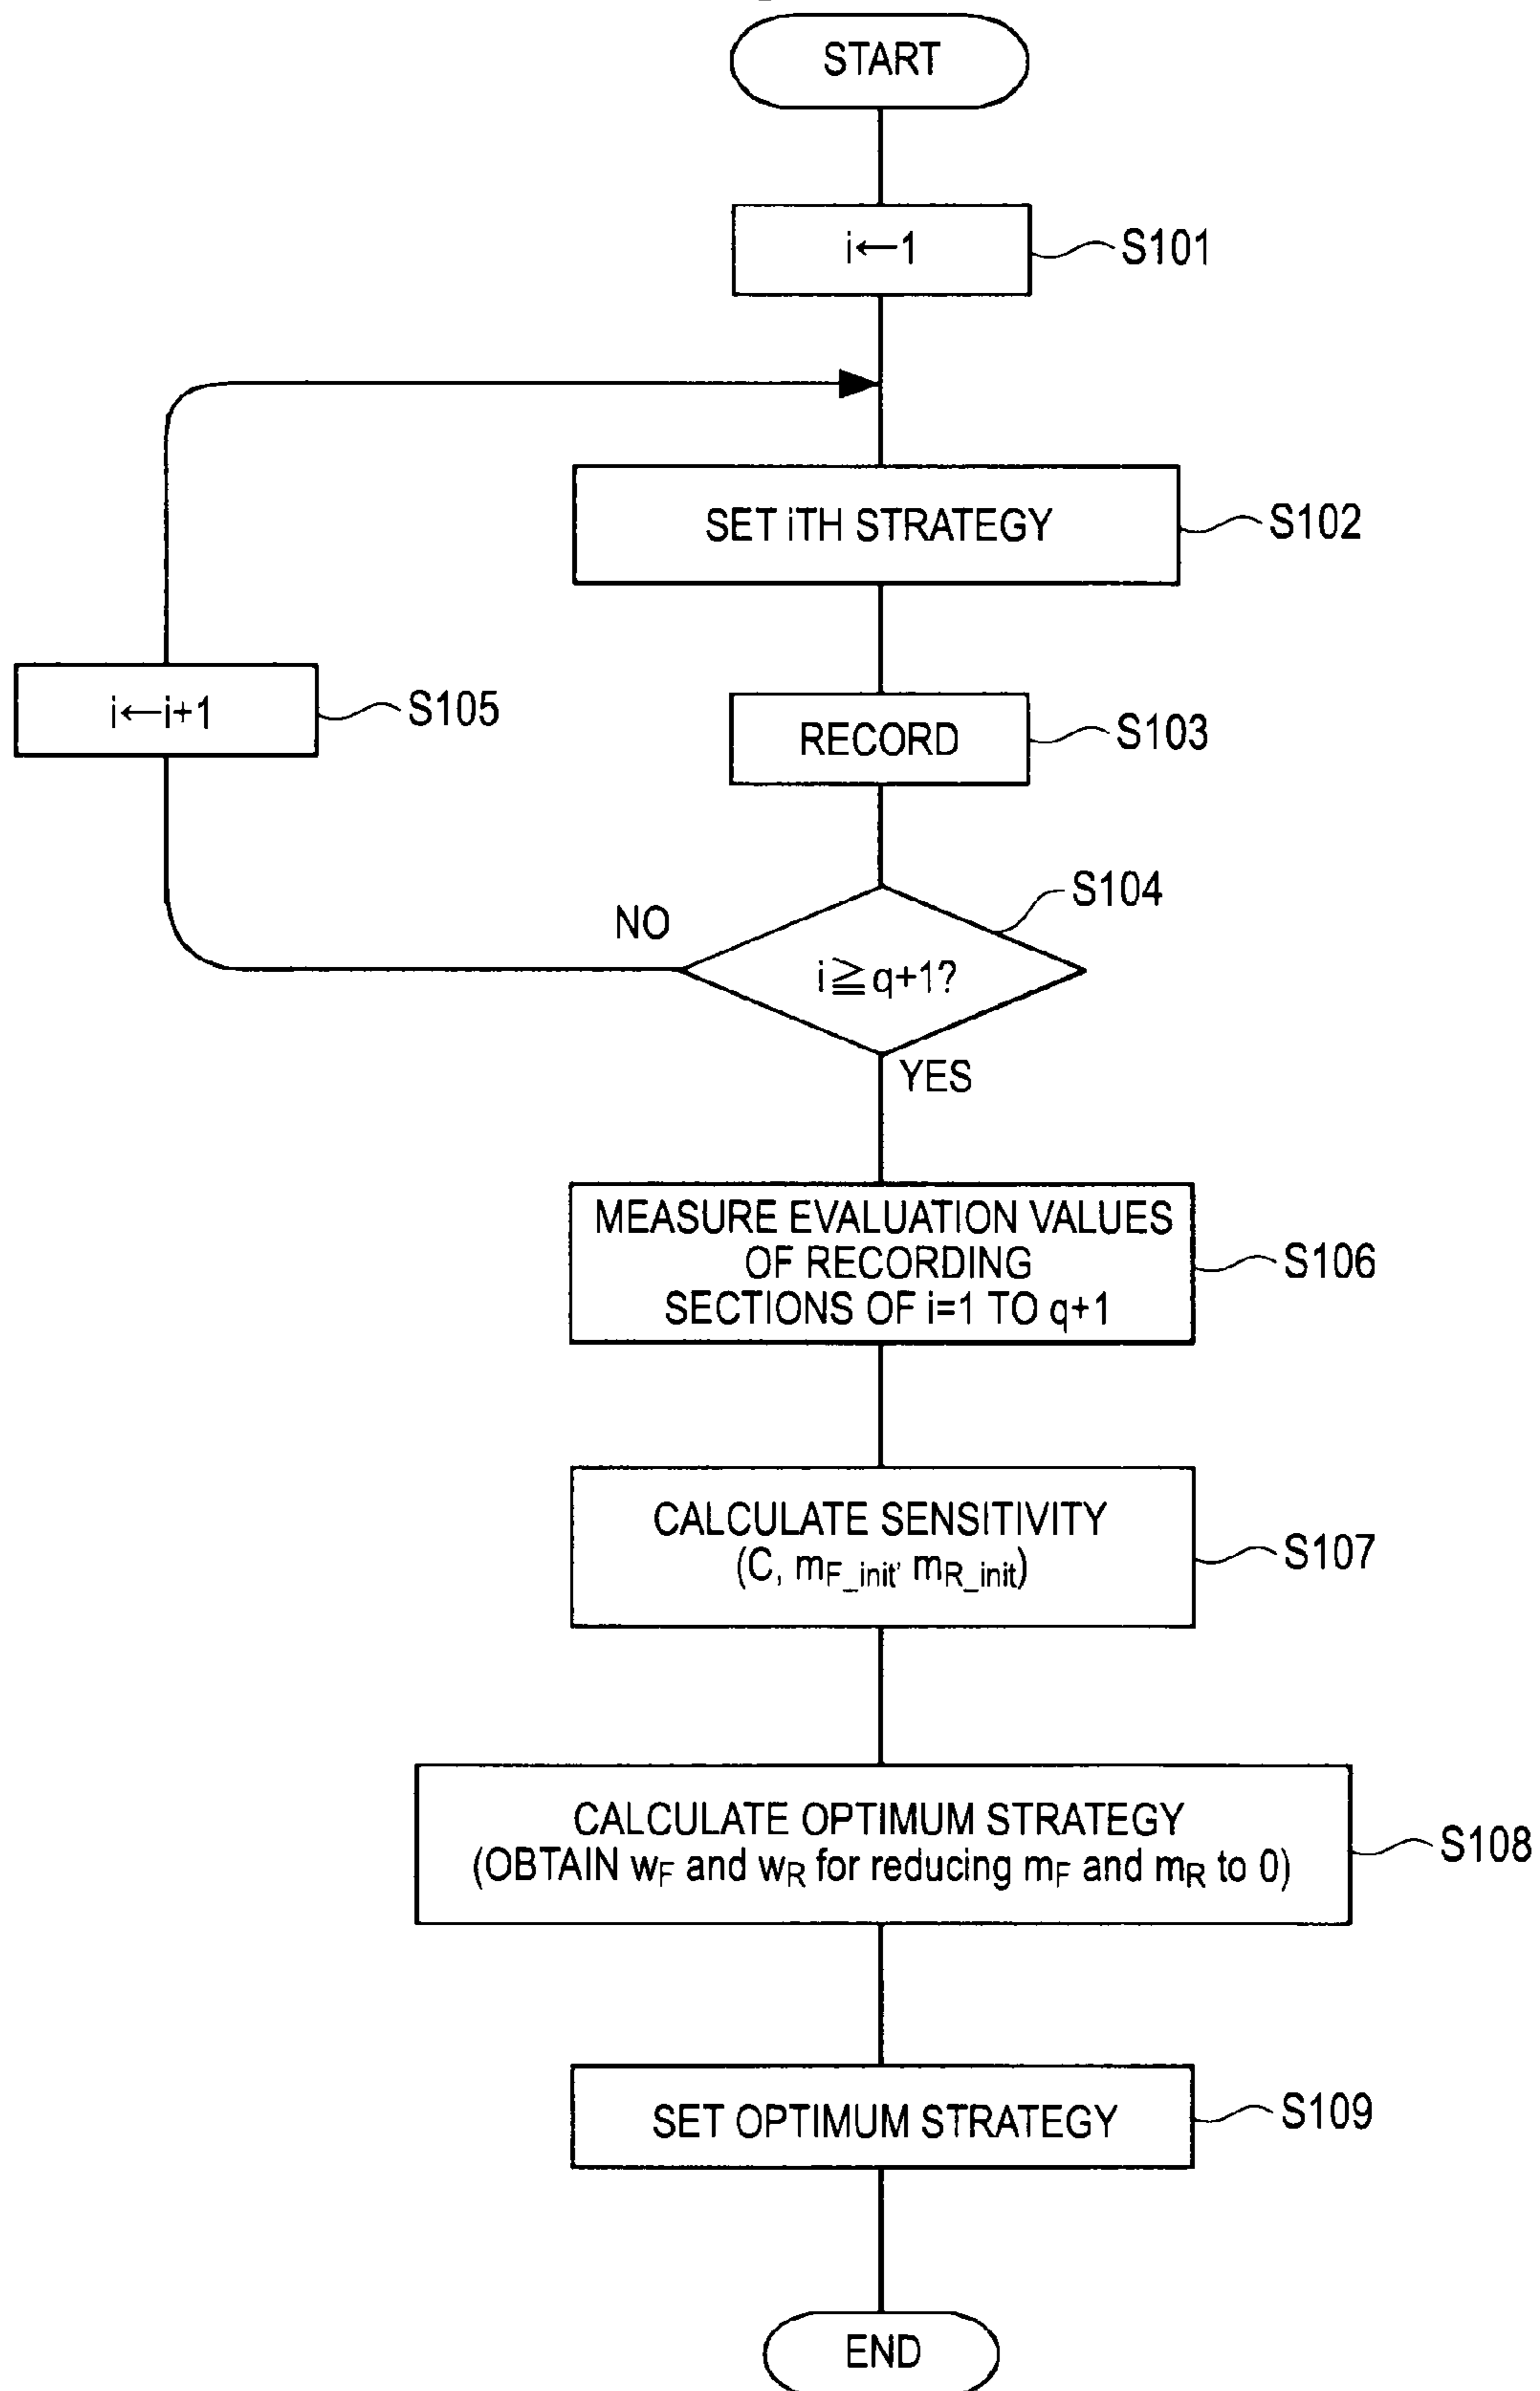 START
i←1
S101
SET iTH STRATEGY
S102
i←i+1
S105
RECORD
S103
S104
NO
i≧q+1?
YES
MEASURE EVALUATION VALUES
OF RECORDING
SECTIONS OF i=1 TO q+1
S106
CALCULATE SENSITIVITY
(C, mF_init, mR_init)
S107
CALCULATE OPTIMUM STRATEGY
(OBTAIN wF and wR for reducing mF and mR to 0)
S108
SET OPTIMUM STRATEGY
S109
END